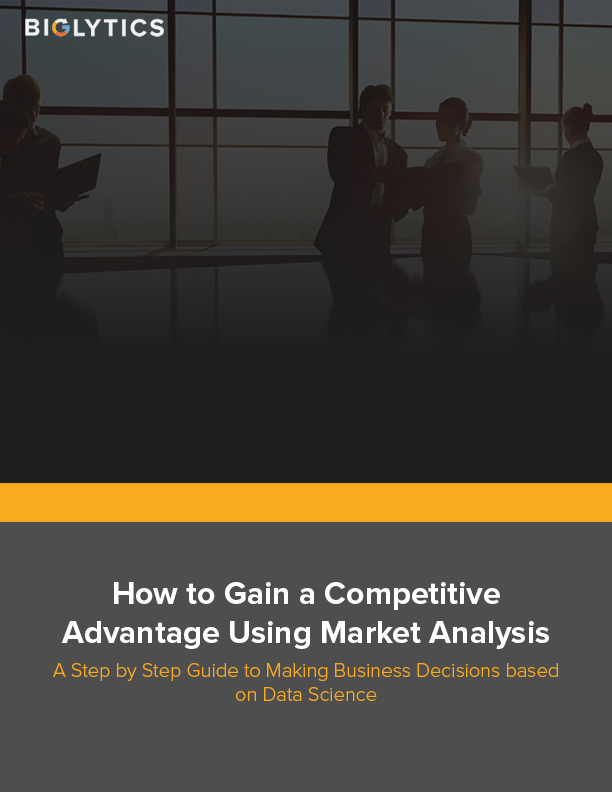 BIGLYTICS
How to Gain a Competitive
Advantage Using Market Analysis
A Step by Step Guide to Making Business Decisions based
on Data Science